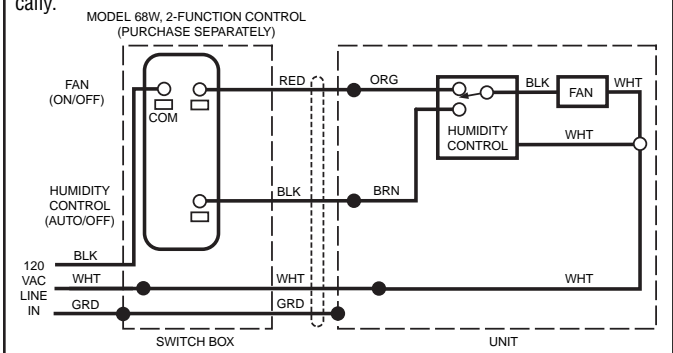 cally.
MODEL 68W, 2-FUNCTION CONTROL
(PURCHASE SEPARATELY)
FAN
(ON/OFF)
COM
RED
ORG
BLK
FAN
WHT
HUMIDITY
CONTROL
WHT
HUMIDITY
CONTROL
(AUTO/OFF)
BLK
BRN
120
VAC
LINE
IN
BLK
WHT
WHT
WHT
GRD
GRD
SWITCH BOX
UNIT